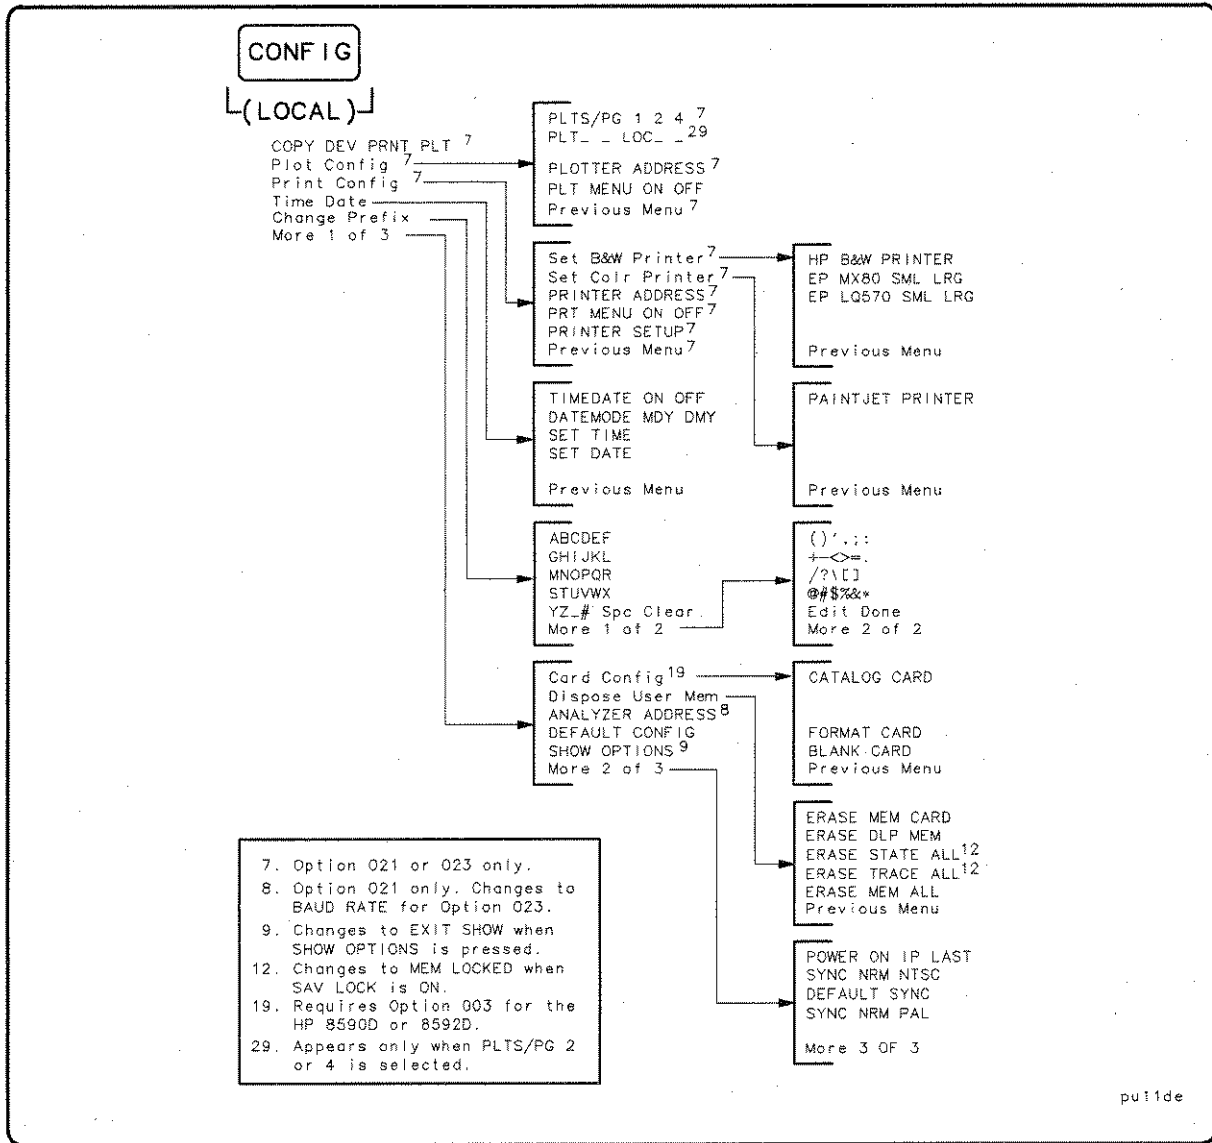 CONFIG
(LOCAL)
COPY DEV PRNT PLT 7
Plot Config 7
Print Config 7
Time Date
Change Prefix
More 1 of 3
PLTS/PG 1 2 4 7
PLT_ _ LOC_ _ 29
PLOTTER ADDRESS 7
PLT MENU ON OFF
Previous Menu 7
Set B&W Printer 7
Set Colr Printer 7
PRINTER ADDRESS 7
PRT MENU ON OFF 7
PRINTER SETUP 7
Previous Menu 7
HP B&W PRINTER
EP MX80 SML LRG
EP LQ570 SML LRG
Previous Menu
TIMEDATE ON OFF
DATEMODE MDY DMY
SET TIME
SET DATE
Previous Menu
PAINTJET PRINTER
Previous Menu
ABCDEF
GHIJKL
MNOPQR
STUVWX
YZ_# Spc Clear
More 1 of 2
()',;:
+-<>=.
/?\[]
@#$%&*
Edit Done
More 2 of 2
Card Config 19
Dispose User Mem
ANALYZER ADDRESS 8
DEFAULT CONFIG
SHOW OPTIONS 9
More 2 of 3
CATALOG CARD
FORMAT CARD
BLANK CARD
Previous Menu
ERASE MEM CARD
ERASE DLP MEM
ERASE STATE ALL 12
ERASE TRACE ALL 12
ERASE MEM ALL
Previous Menu
POWER ON IP LAST
SYNC NRM NTSC
DEFAULT SYNC
SYNC NRM PAL
More 3 OF 3
7. Option 021 or 023 only.
8. Option 021 only. Changes to
BAUD RATE for Option 023.
9. Changes to EXIT SHOW when
SHOW OPTIONS is pressed.
12. Changes to MEM LOCKED when
SAV LOCK is ON.
19. Requires Option 003 for the
HP 8590D or 8592D.
29. Appears only when PLTS/PG 2
or 4 is selected.
pu11de